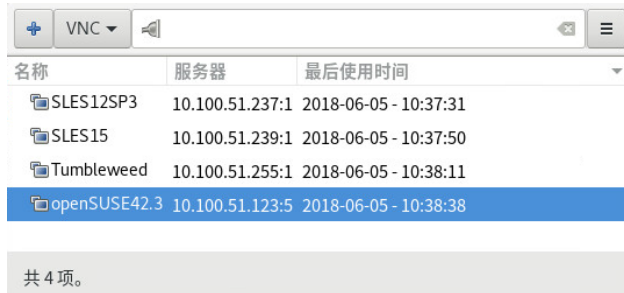 VNC
名称 服务器 最后使用时间
SLES12SP3 10.100.51.237:1 2018-06-05 - 10:37:31
SLES15 10.100.51.239:1 2018-06-05 - 10:37:50
Tumbleweed 10.100.51.255:1 2018-06-05 - 10:38:11
openSUSE42.3 10.100.51.123:5 2018-06-05 - 10:38:38
共 4 项。